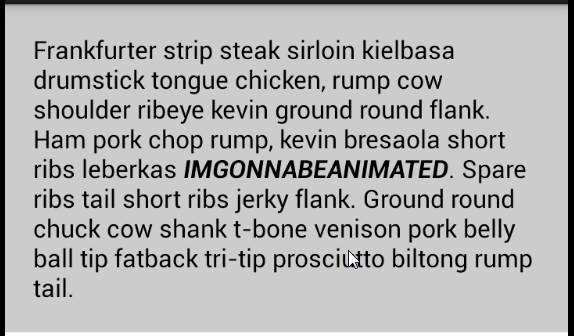 Frankfurter strip steak sirloin kielbasa
drumstick tongue chicken, rump cow
shoulder ribeye kevin ground round flank.
Ham pork chop rump, kevin bresaola short
ribs leberkas IMGONNABEANIMATED. Spare
ribs tail short ribs jerky flank. Ground round
chuck cow shank t-bone venison pork belly
ball tip fatback tri-tip prosciutto biltong rump
tail.